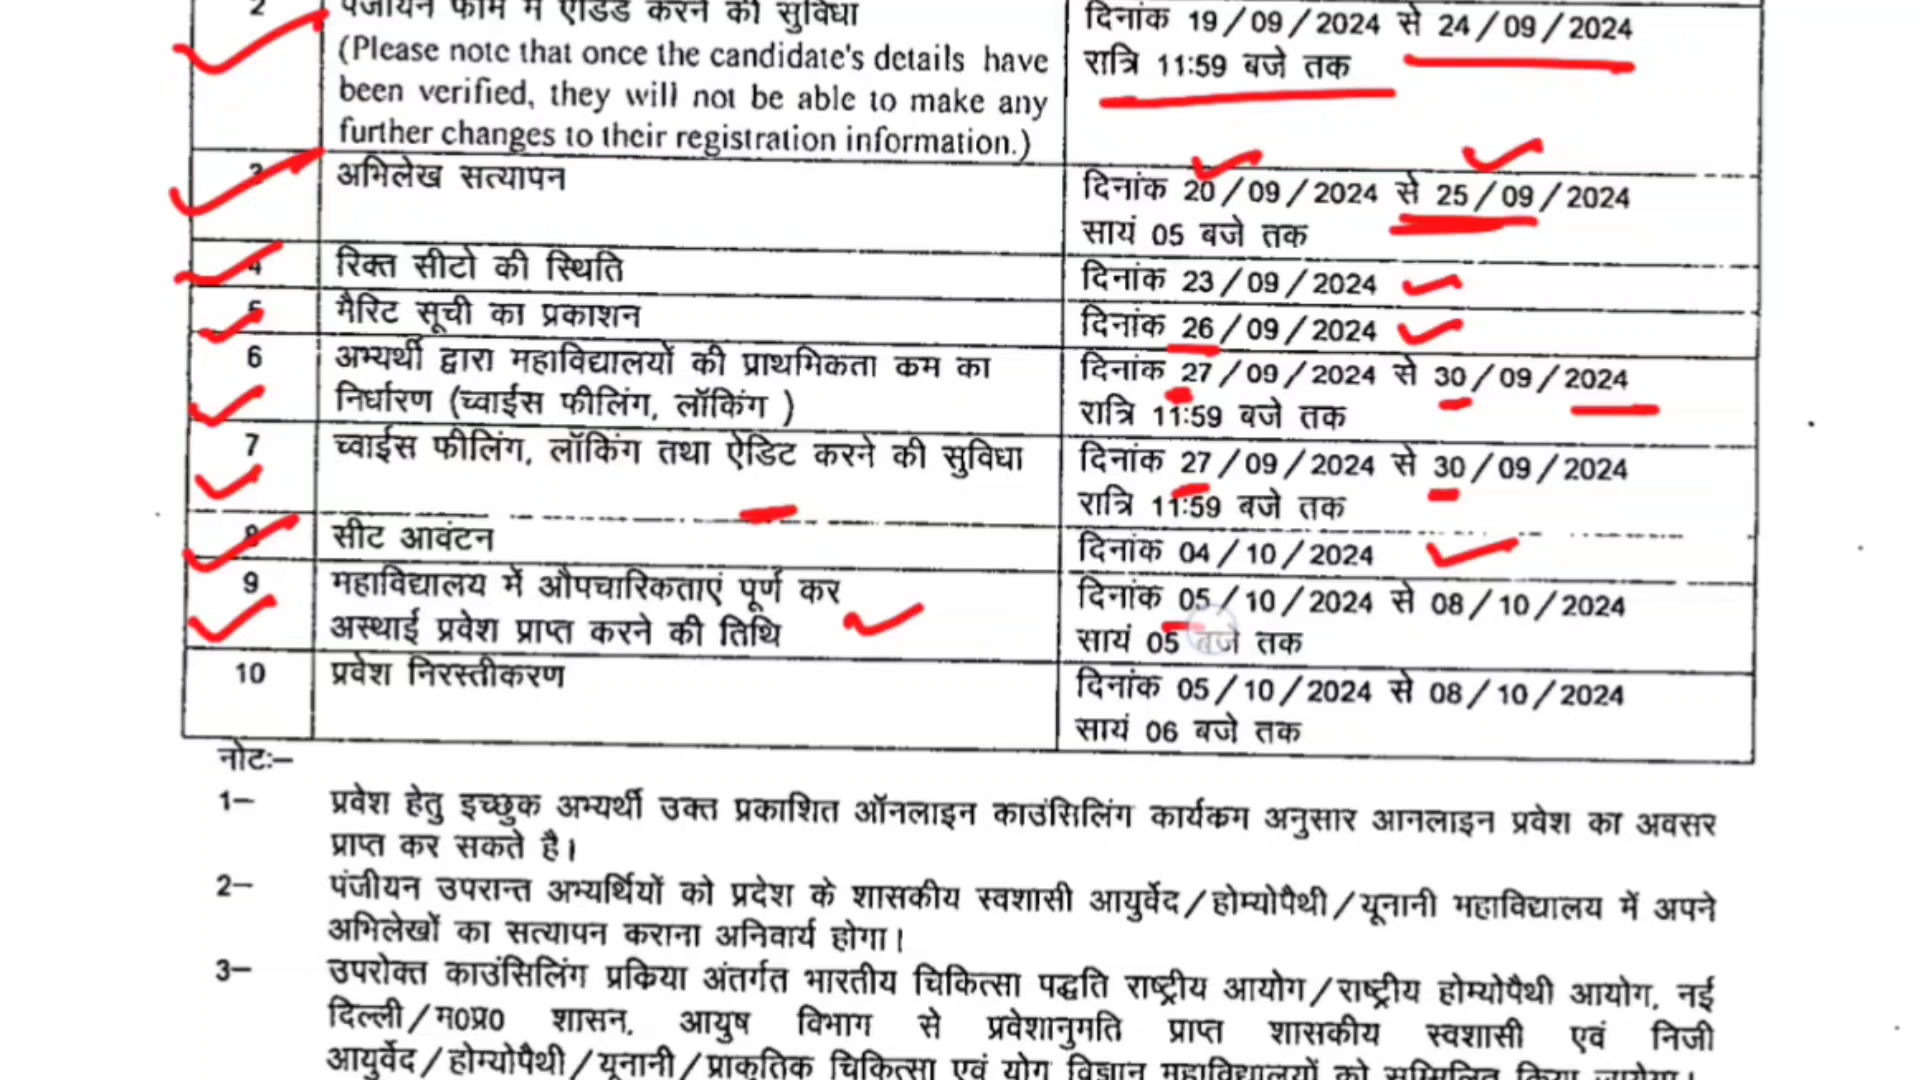 2
पंजीयन फार्म में एडिड करने की सुविधा
(Please note that once the candidate's details have
been verified, they will not be able to make any
further changes to their registration information.)
दिनांक 19/09/2024 से 24/09/2024
रात्रि 11:59 बजे तक
3
अभिलेख सत्यापन
दिनांक 20/09/2024 से 25/09/2024
सायं 05 बजे तक
4
रिक्त सीटो की स्थिति
दिनांक 23/09/2024
5
मैरिट सूची का प्रकाशन
दिनांक 26/09/2024
6
अभ्यर्थी द्वारा महाविद्यालयों की प्राथमिकता कम का
निर्धारण (च्वाईस फीलिंग, लॉकिंग )
दिनांक 27/09/2024 से 30/09/2024
रात्रि 11:59 बजे तक
7
च्वाईस फीलिंग, लॉकिंग तथा ऐडिट करने की सुविधा
दिनांक 27/09/2024 से 30/09/2024
रात्रि 11:59 बजे तक
8
सीट आवंटन
दिनांक 04/10/2024
9
महाविद्यालय में औपचारिकताएं पूर्ण कर
अस्थाई प्रवेश प्राप्त करने की तिथि
दिनांक 05/10/2024 से 08/10/2024
सायं 05 बजे तक
10
प्रवेश निरस्तीकरण
दिनांक 05/10/2024 से 08/10/2024
सायं 06 बजे तक
नोटः—
1— प्रवेश हेतु इच्छुक अभ्यर्थी उक्त प्रकाशित ऑनलाइन काउंसिलिंग कार्यकम अनुसार आनलाइन प्रवेश का अवसर
प्राप्त कर सकते है।
2— पंजीयन उपरान्त अभ्यर्थियों को प्रदेश के शासकीय स्वशासी आयुर्वेद/होम्योपैथी/यूनानी महाविद्यालय में अपने
अभिलेखों का सत्यापन कराना अनिवार्य होगा।
3— उपरोक्त काउंसिलिंग प्रकिया अंतर्गत भारतीय चिकित्सा पद्धति राष्ट्रीय आयोग/राष्ट्रीय होम्योपैथी आयोग, नई
दिल्ली/म0प्र0 शासन, आयुष विभाग से प्रवेशानुमति प्राप्त शासकीय स्वशासी एवं निजी
आयुर्वेद/होम्योपैथी/यूनानी/प्राकृतिक चिकित्सा एवं योग विज्ञान महाविद्यालयों को सम्मिलित किया जायेगा।